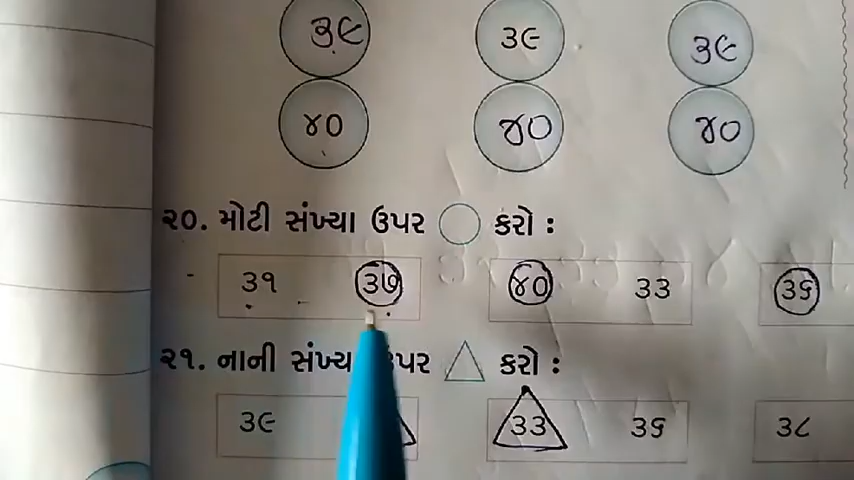 ૩૯ ૩૯ ૩૯
૪૦ ૪૦ ૪૦
૨૦. મોટી સંખ્યા ઉપર કરો :
૩૧ ૩૭ ૪૦ ૩૩ ૩૬
૨૧. નાની સંખ્યા ઉપર કરો :
૩૯ ૩૩ ૩૬ ૩૮